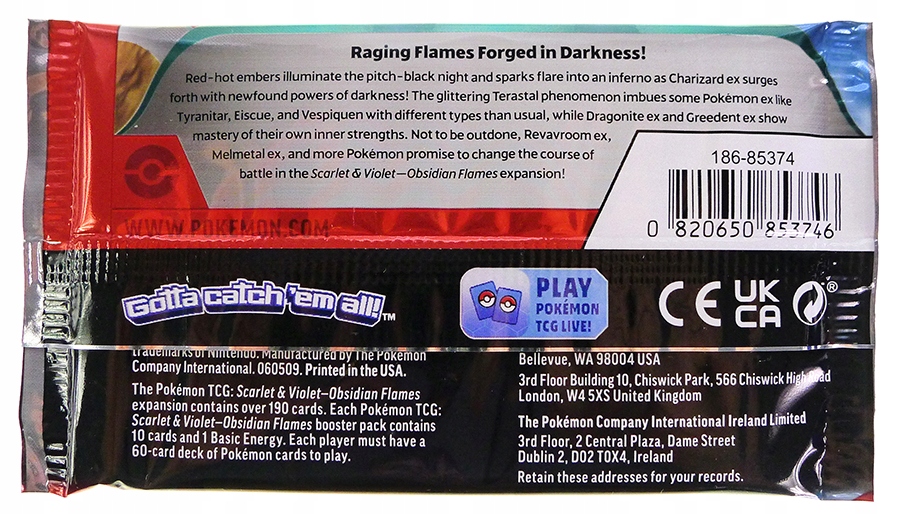 Raging Flames Forged in Darkness!
Red-hot embers illuminate the pitch-black night and sparks flare into an inferno as Charizard ex surges
forth with newfound powers of darkness! The glittering Terastal phenomenon imbues some Pokémon ex like
Tyranitar, Eiscue, and Vespiquen with different types than usual, while Dragonite ex and Greedent ex show
mastery of their own inner strengths. Not to be outdone, Revavroom ex,
Melmetal ex, and more Pokémon promise to change the course of
battle in the Scarlet & Violet—Obsidian Flames expansion!
186-85374
0 820650 853746
WWW.POKEMON.COM
Gotta catch 'em all!™
PLAY
POKÉMON
TCG LIVE!
CE
UK
CA
®
trademarks of Nintendo. Manufactured by The Pokémon
Company International. 060509. Printed in the USA.
The Pokémon TCG: Scarlet & Violet–Obsidian Flames
expansion contains over 190 cards. Each Pokémon TCG:
Scarlet & Violet–Obsidian Flames booster pack contains
10 cards and 1 Basic Energy. Each player must have a
60-card deck of Pokémon cards to play.
Bellevue, WA 98004 USA
3rd Floor Building 10, Chiswick Park, 566 Chiswick High Road
London, W4 5XS United Kingdom
The Pokémon Company International Ireland Limited
3rd Floor, 2 Central Plaza, Dame Street
Dublin 2, D02 T0X4, Ireland
Retain these addresses for your records.